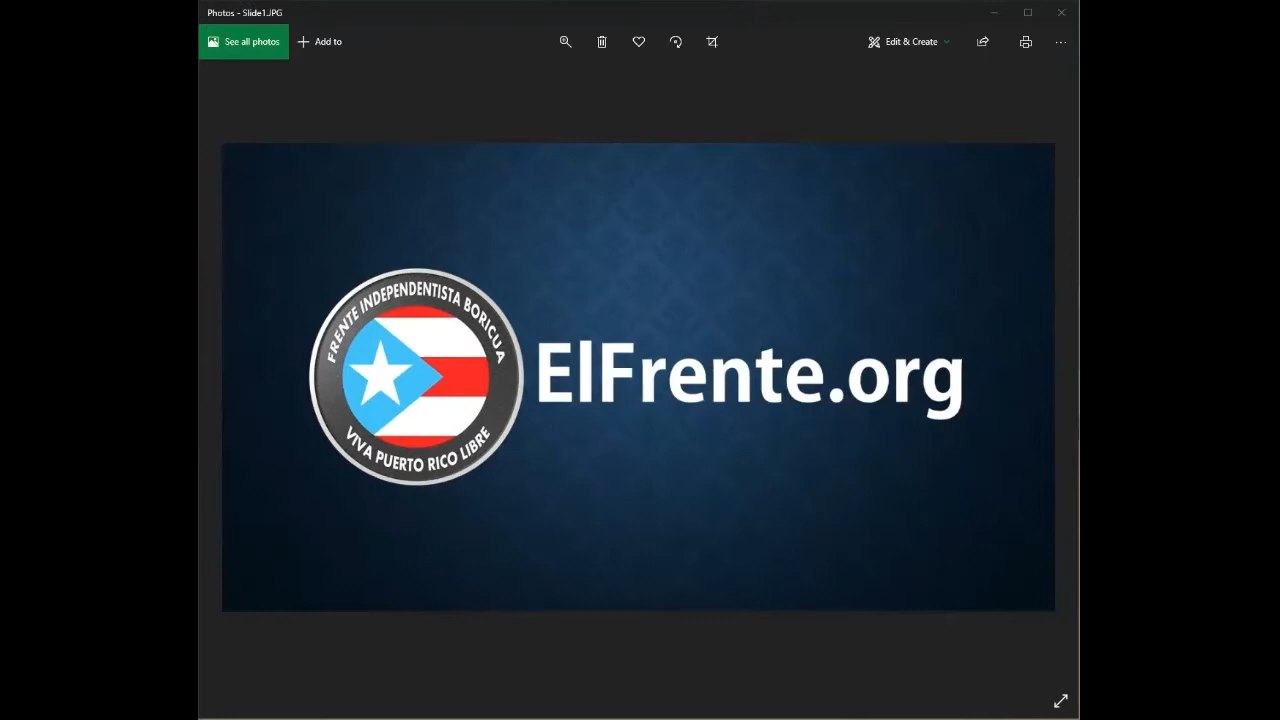 Photos - Slide1.JPG
See all photos
Add to
Edit & Create
FRENTE INDEPENDENTISTA BORICUA
ElFrente.org
VIVA PUERTO RICO LIBRE